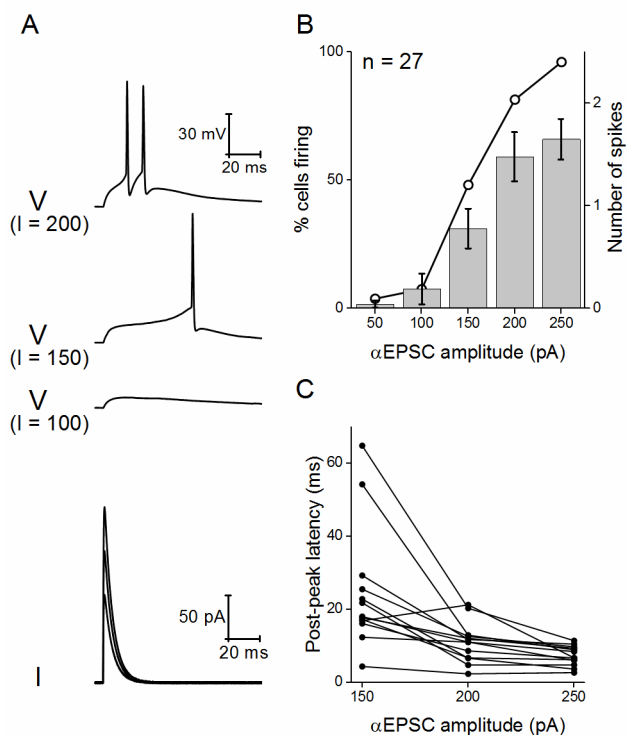 A
30 mV
20 ms
V
(I = 200)
V
(I = 150)
V
(I = 100)
50 pA
20 ms
I
B
n = 27
% cells firing
100
50
0
Number of spikes
2
1
0
50 100 150 200 250
αEPSC amplitude (pA)
C
Post-peak latency (ms)
60
40
20
0
150 200 250
αEPSC amplitude (pA)